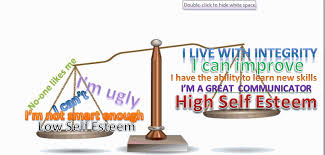 Double-click to hide white space
I LIVE WITH INTEGRITY
I can improve
I have the ability to learn new skills
I'M A GREAT COMMUNICATOR
High Self Esteem
No-one likes me
I'm ugly
I can't
I'm not smart enough
Low Self Esteem